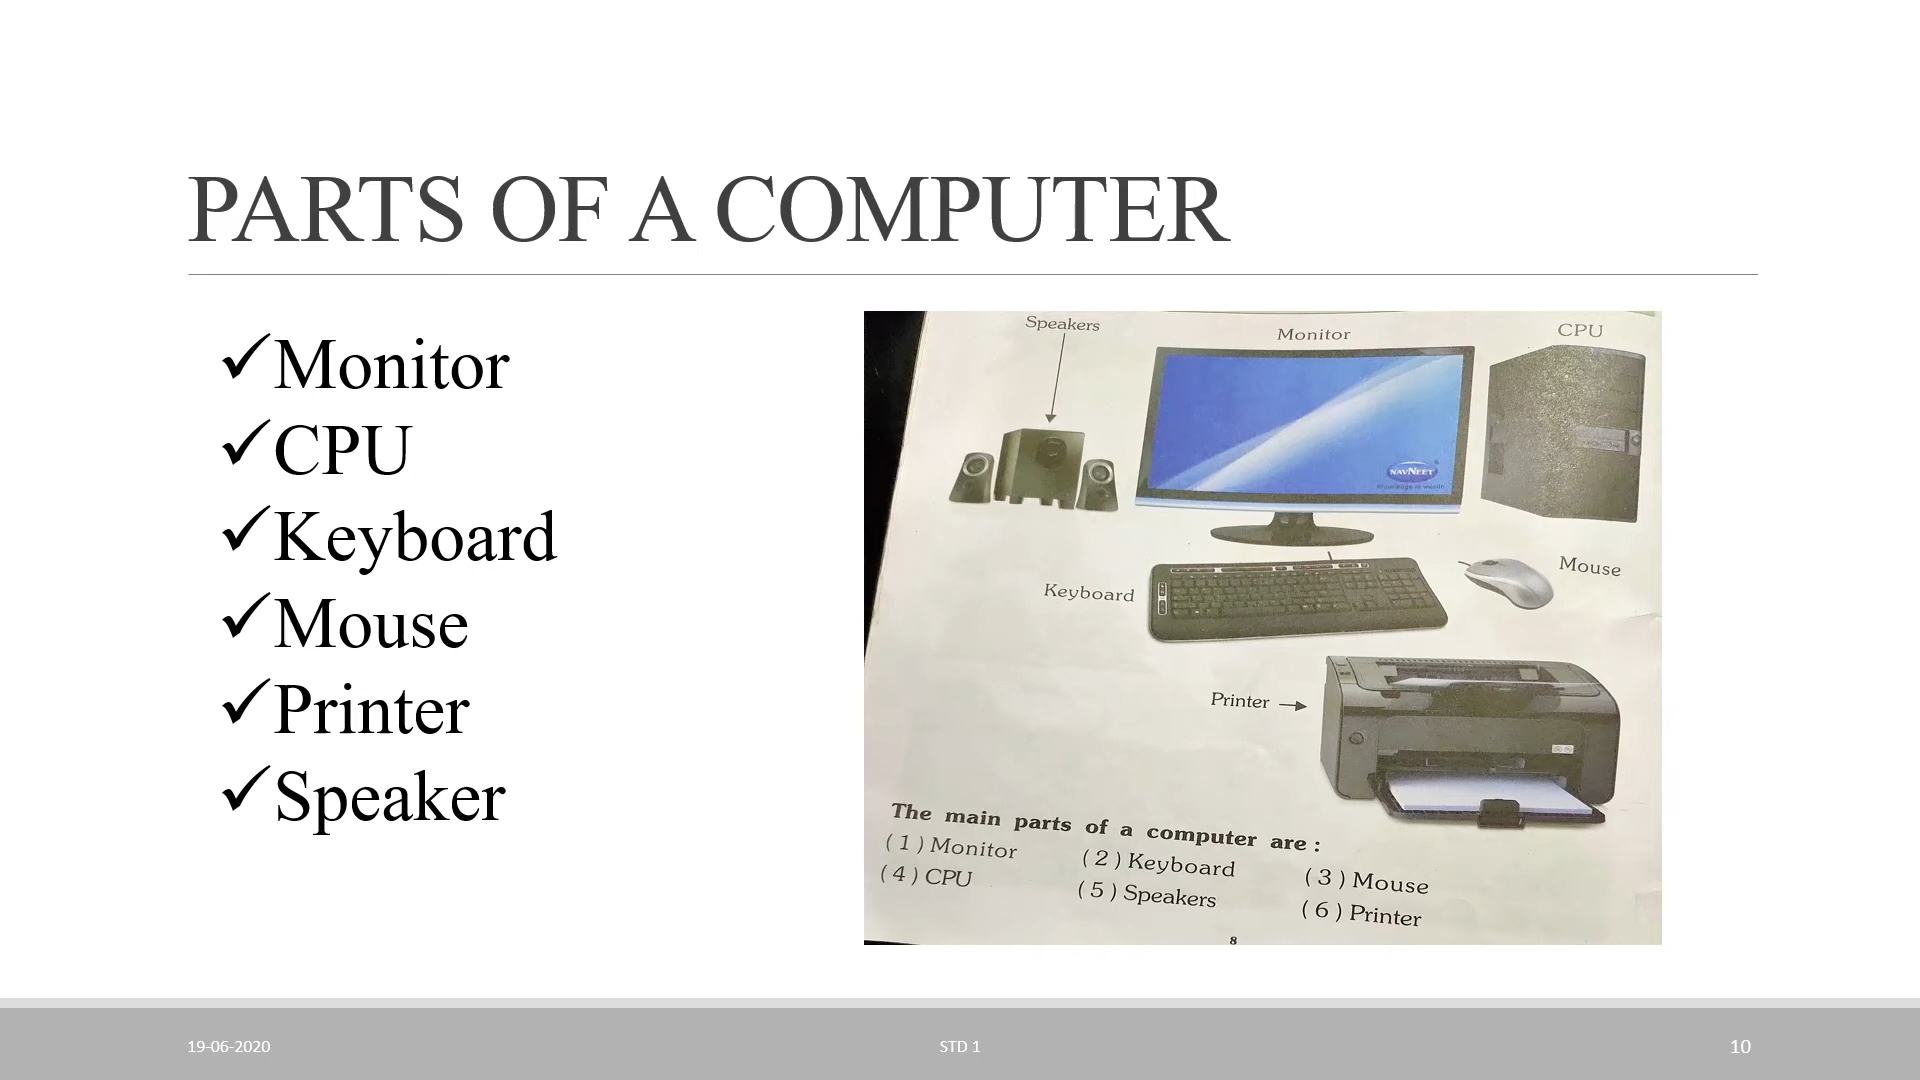 PARTS OF A COMPUTER
✓Monitor
✓CPU
✓Keyboard
✓Mouse
✓Printer
✓Speaker
Speakers
Monitor
CPU
NAVNEET
Keyboard
Mouse
Printer
The main parts of a computer are :
( 1 ) Monitor ( 2 ) Keyboard ( 3 ) Mouse
( 4 ) CPU ( 5 ) Speakers ( 6 ) Printer
8
19-06-2020 STD 1 10